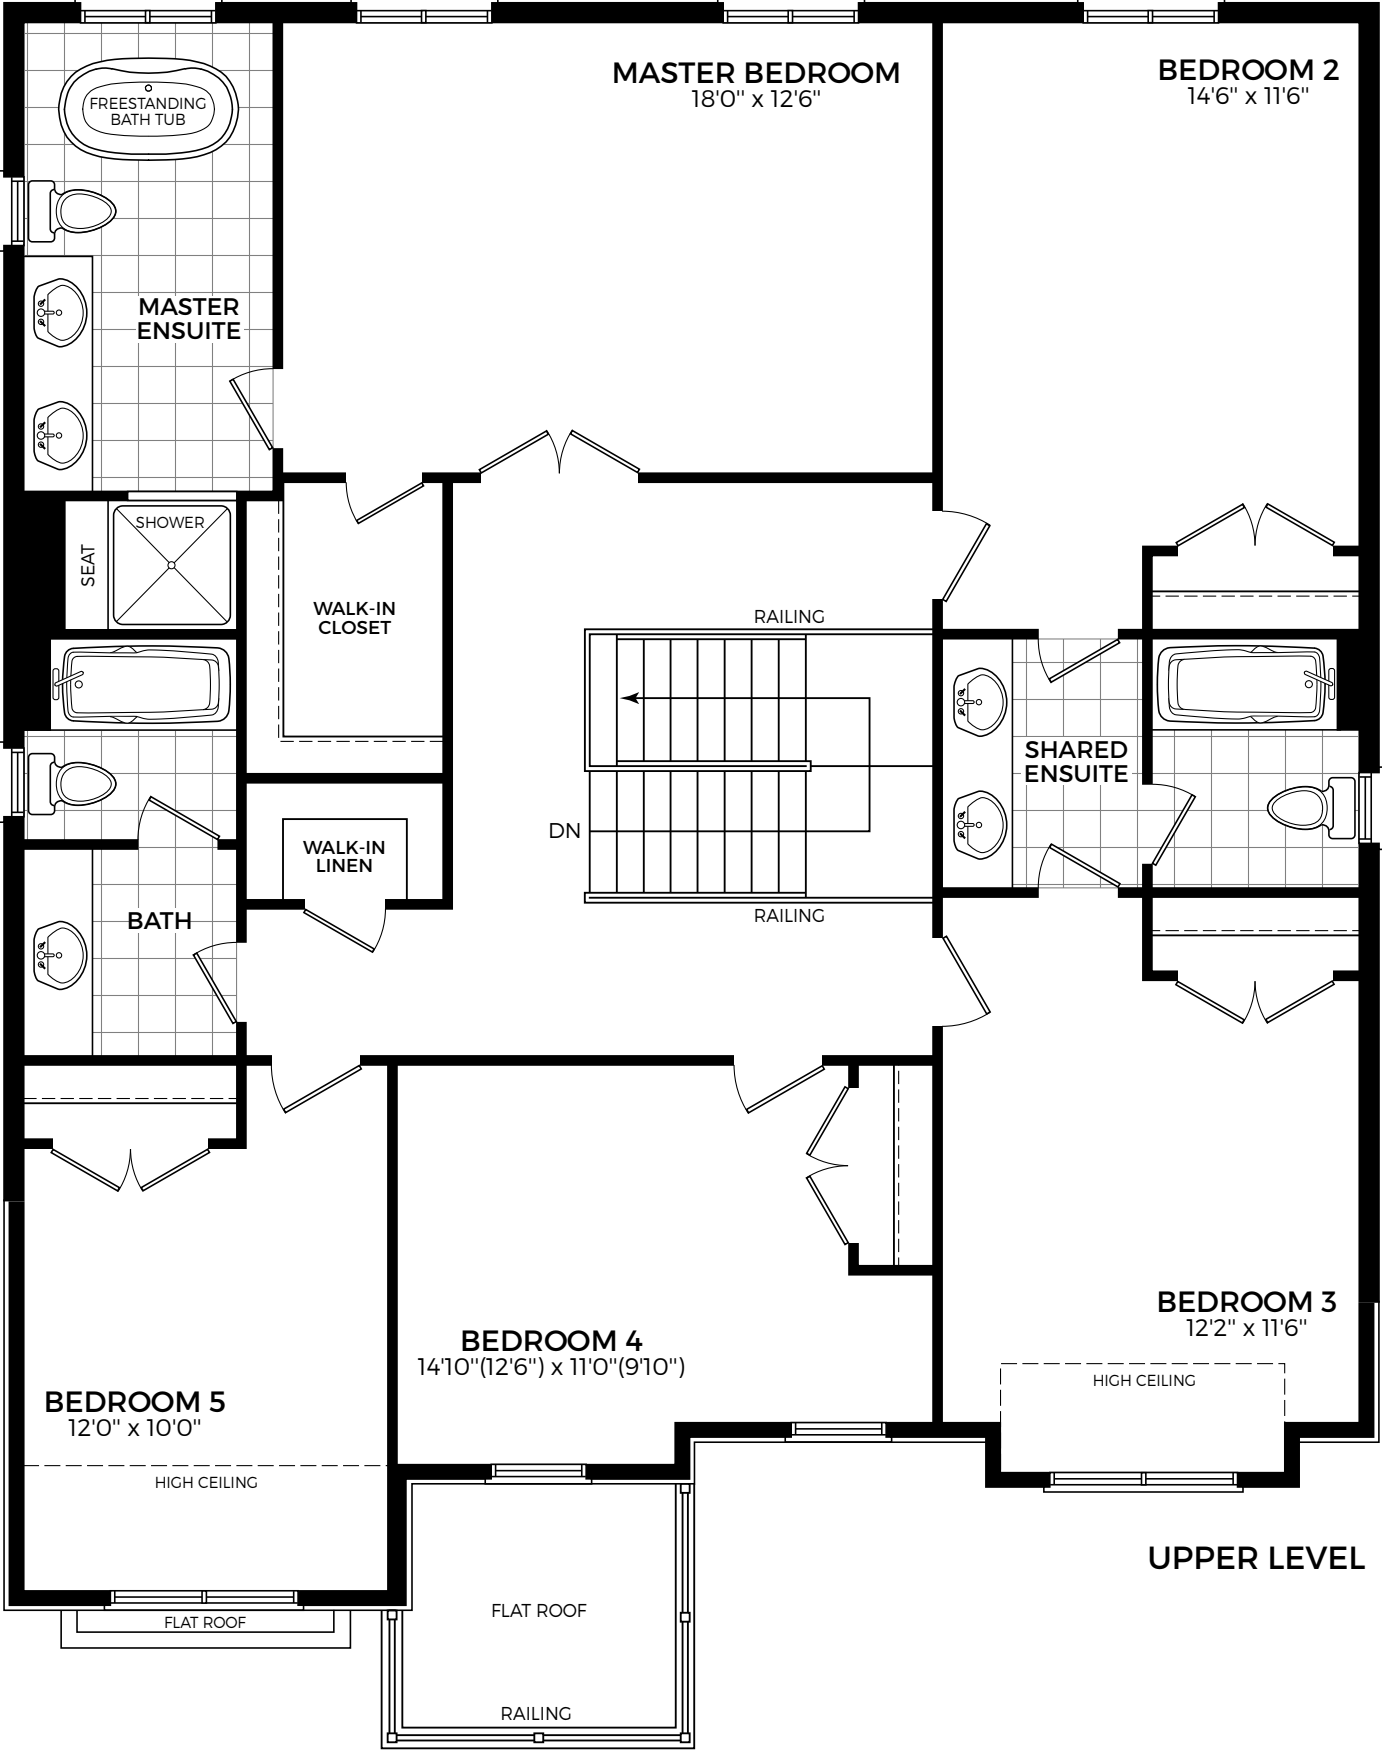 MASTER BEDROOM
18'0" x 12'6"
BEDROOM 2
14'6" x 11'6"
FREESTANDING
BATH TUB
MASTER
ENSUITE
SHOWER
SEAT
WALK-IN
CLOSET
RAILING
SHARED
ENSUITE
DN
WALK-IN
LINEN
RAILING
BATH
BEDROOM 3
12'2" x 11'6"
HIGH CEILING
BEDROOM 4
14'10"(12'6") x 11'0"(9'10")
BEDROOM 5
12'0" x 10'0"
HIGH CEILING
UPPER LEVEL
FLAT ROOF
FLAT ROOF
RAILING